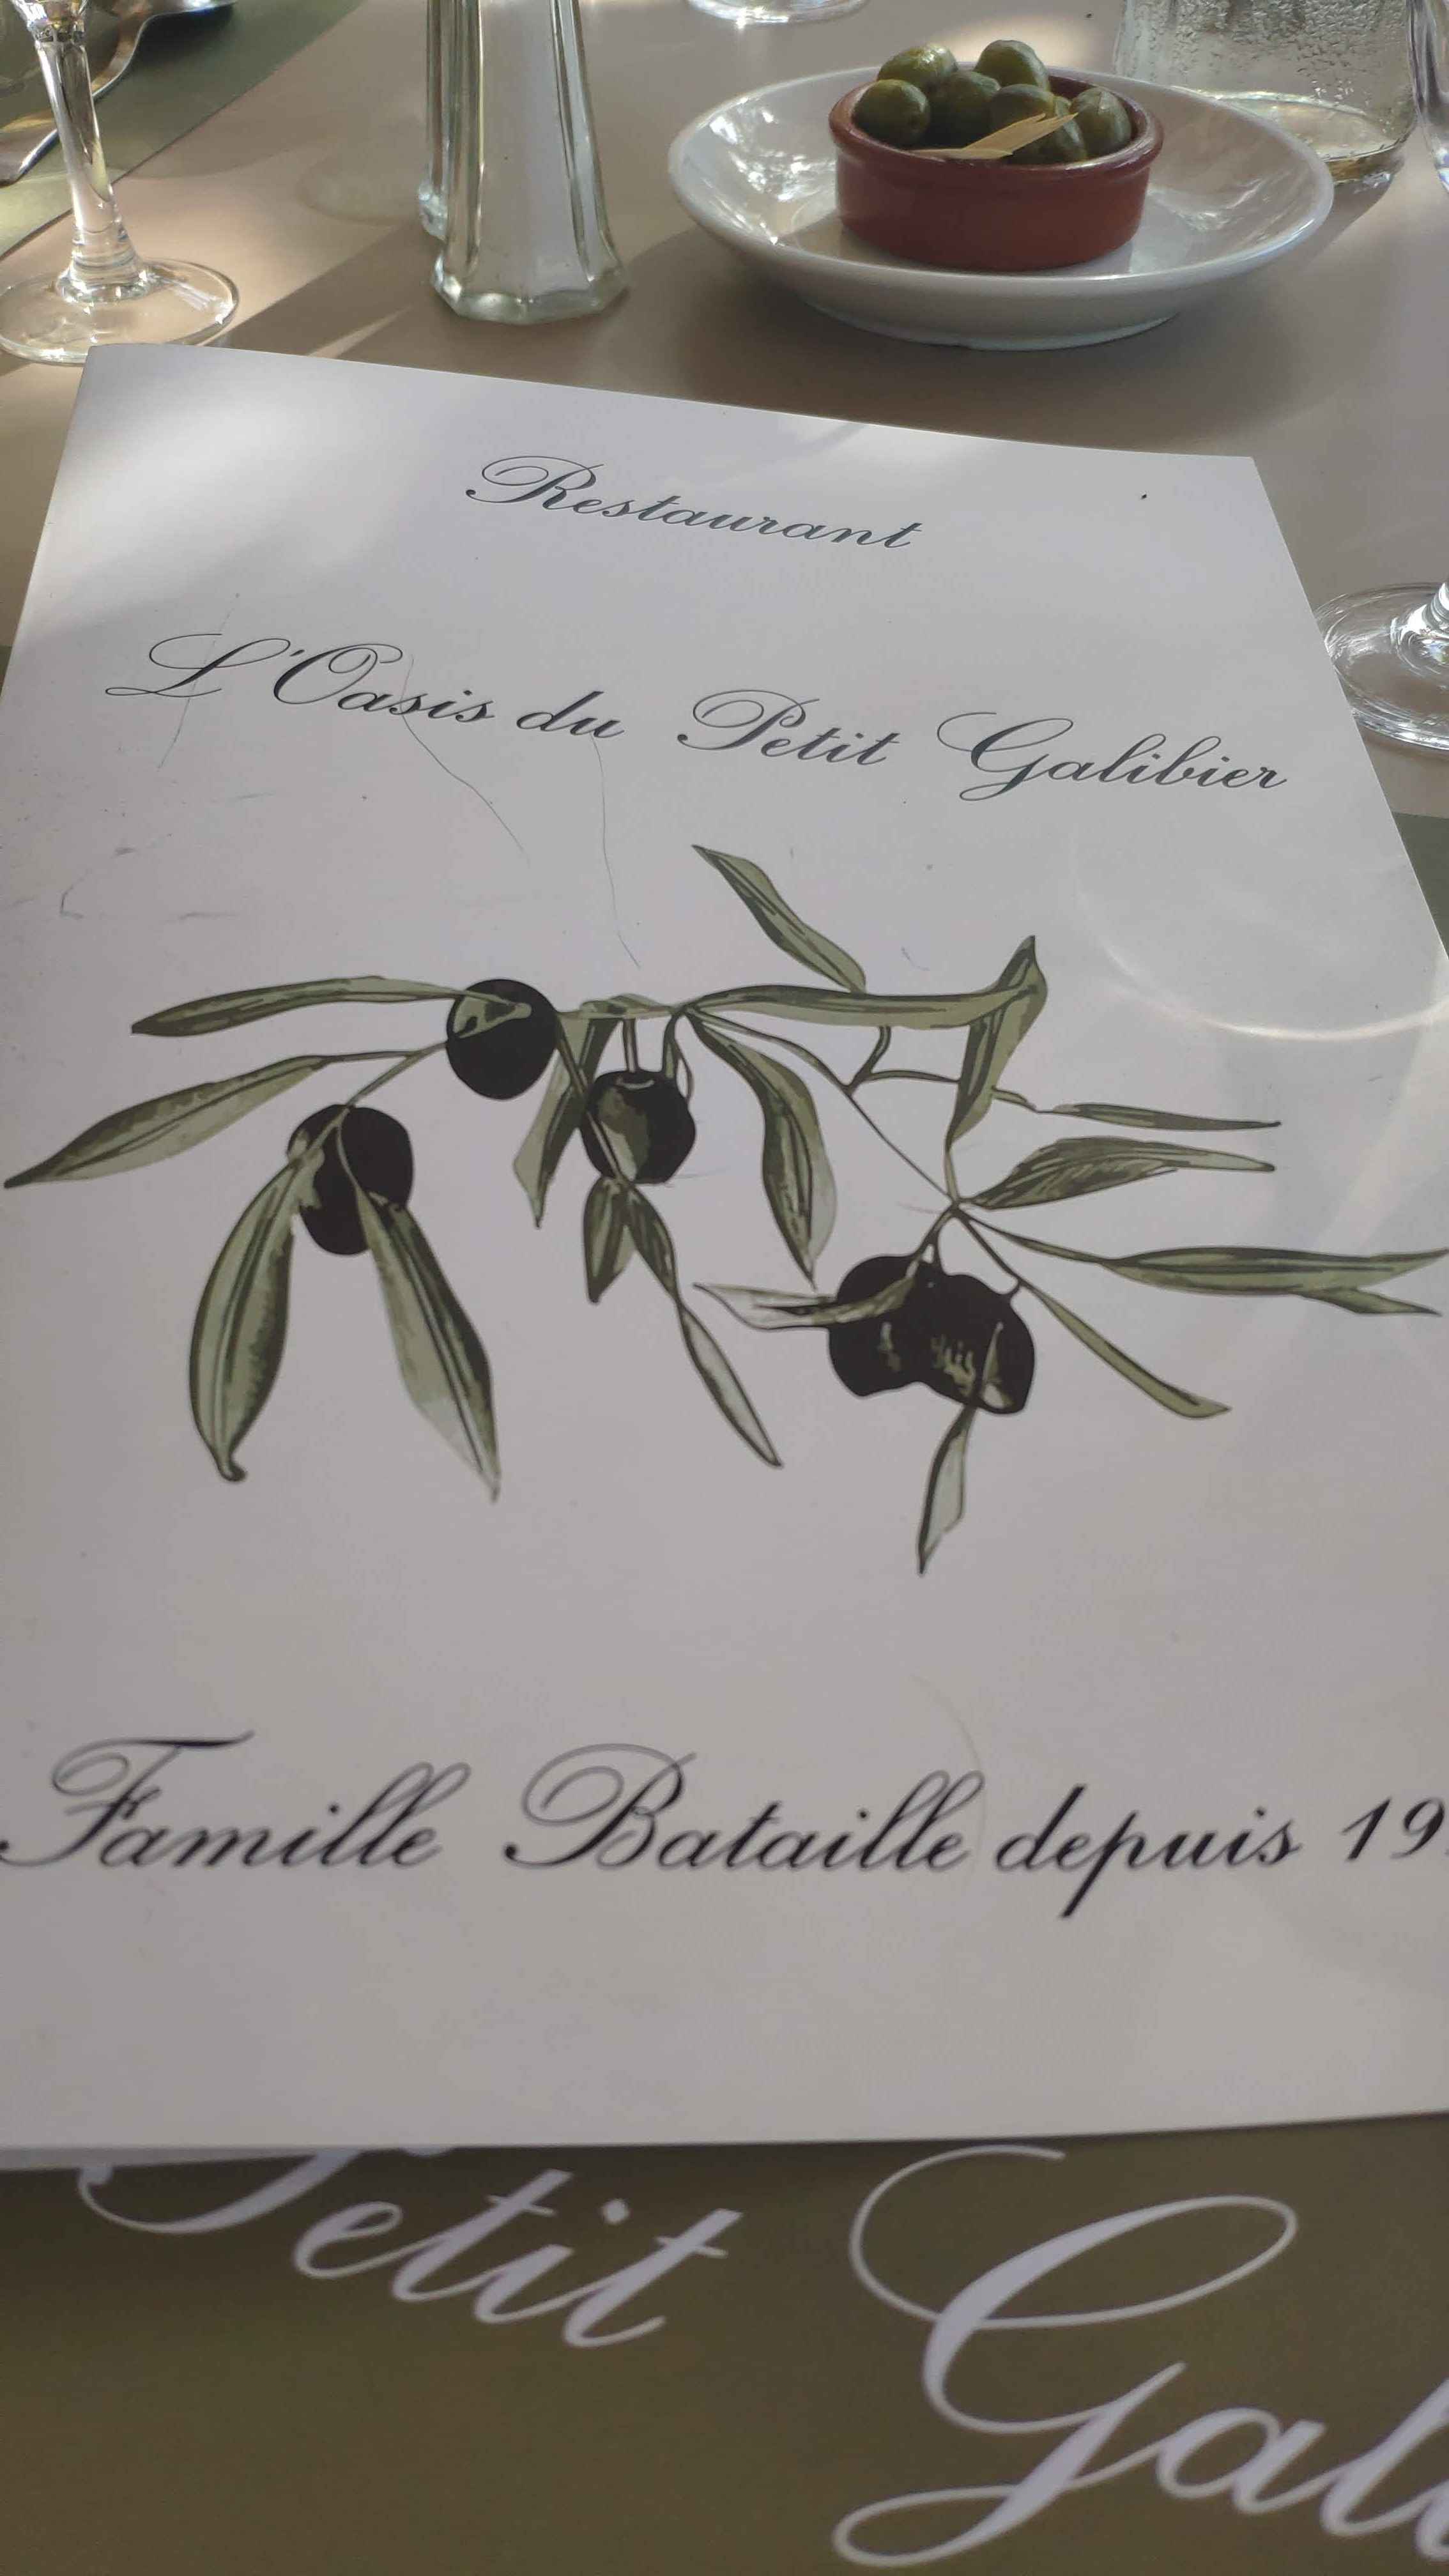 Restaurant
L'Oasis du Petit Galibier
Famille Bataille depuis
Petit